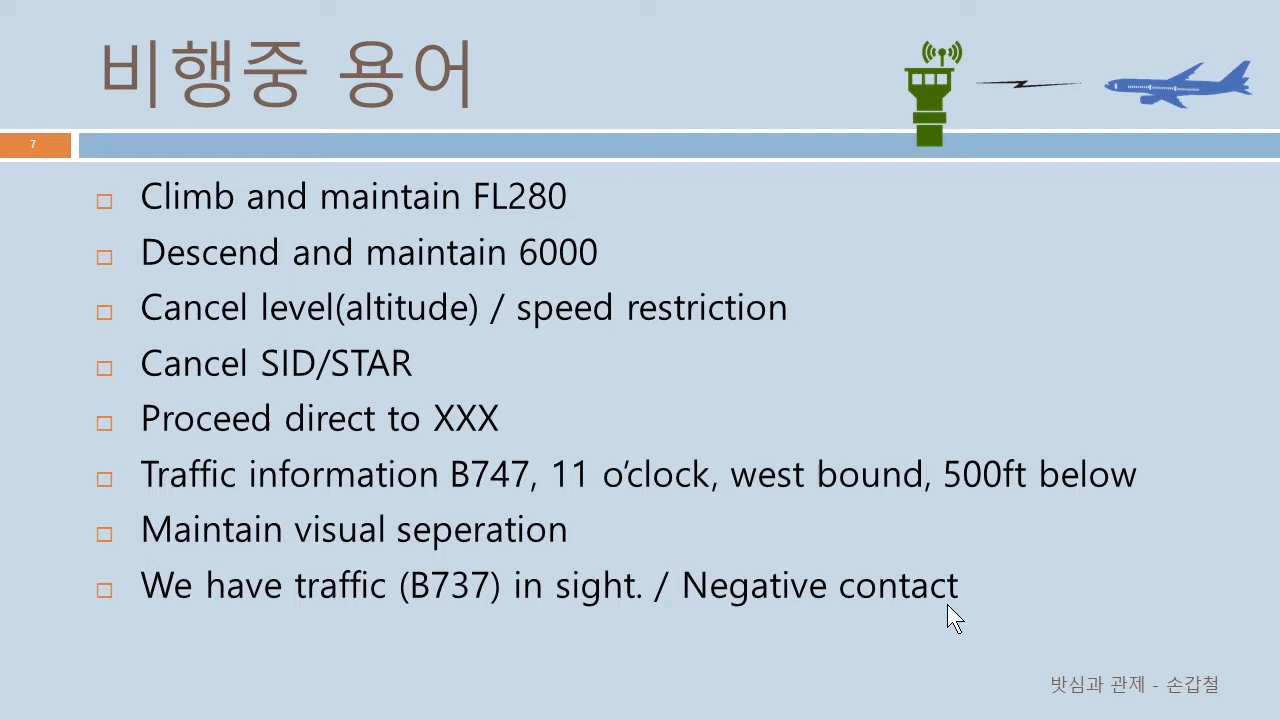 비행중 용어
7
Climb and maintain FL280
Descend and maintain 6000
Cancel level(altitude) / speed restriction
Cancel SID/STAR
Proceed direct to XXX
Traffic information B747, 11 o’clock, west bound, 500ft below
Maintain visual seperation
We have traffic (B737) in sight. / Negative contact
밧심과 관제 - 손갑철